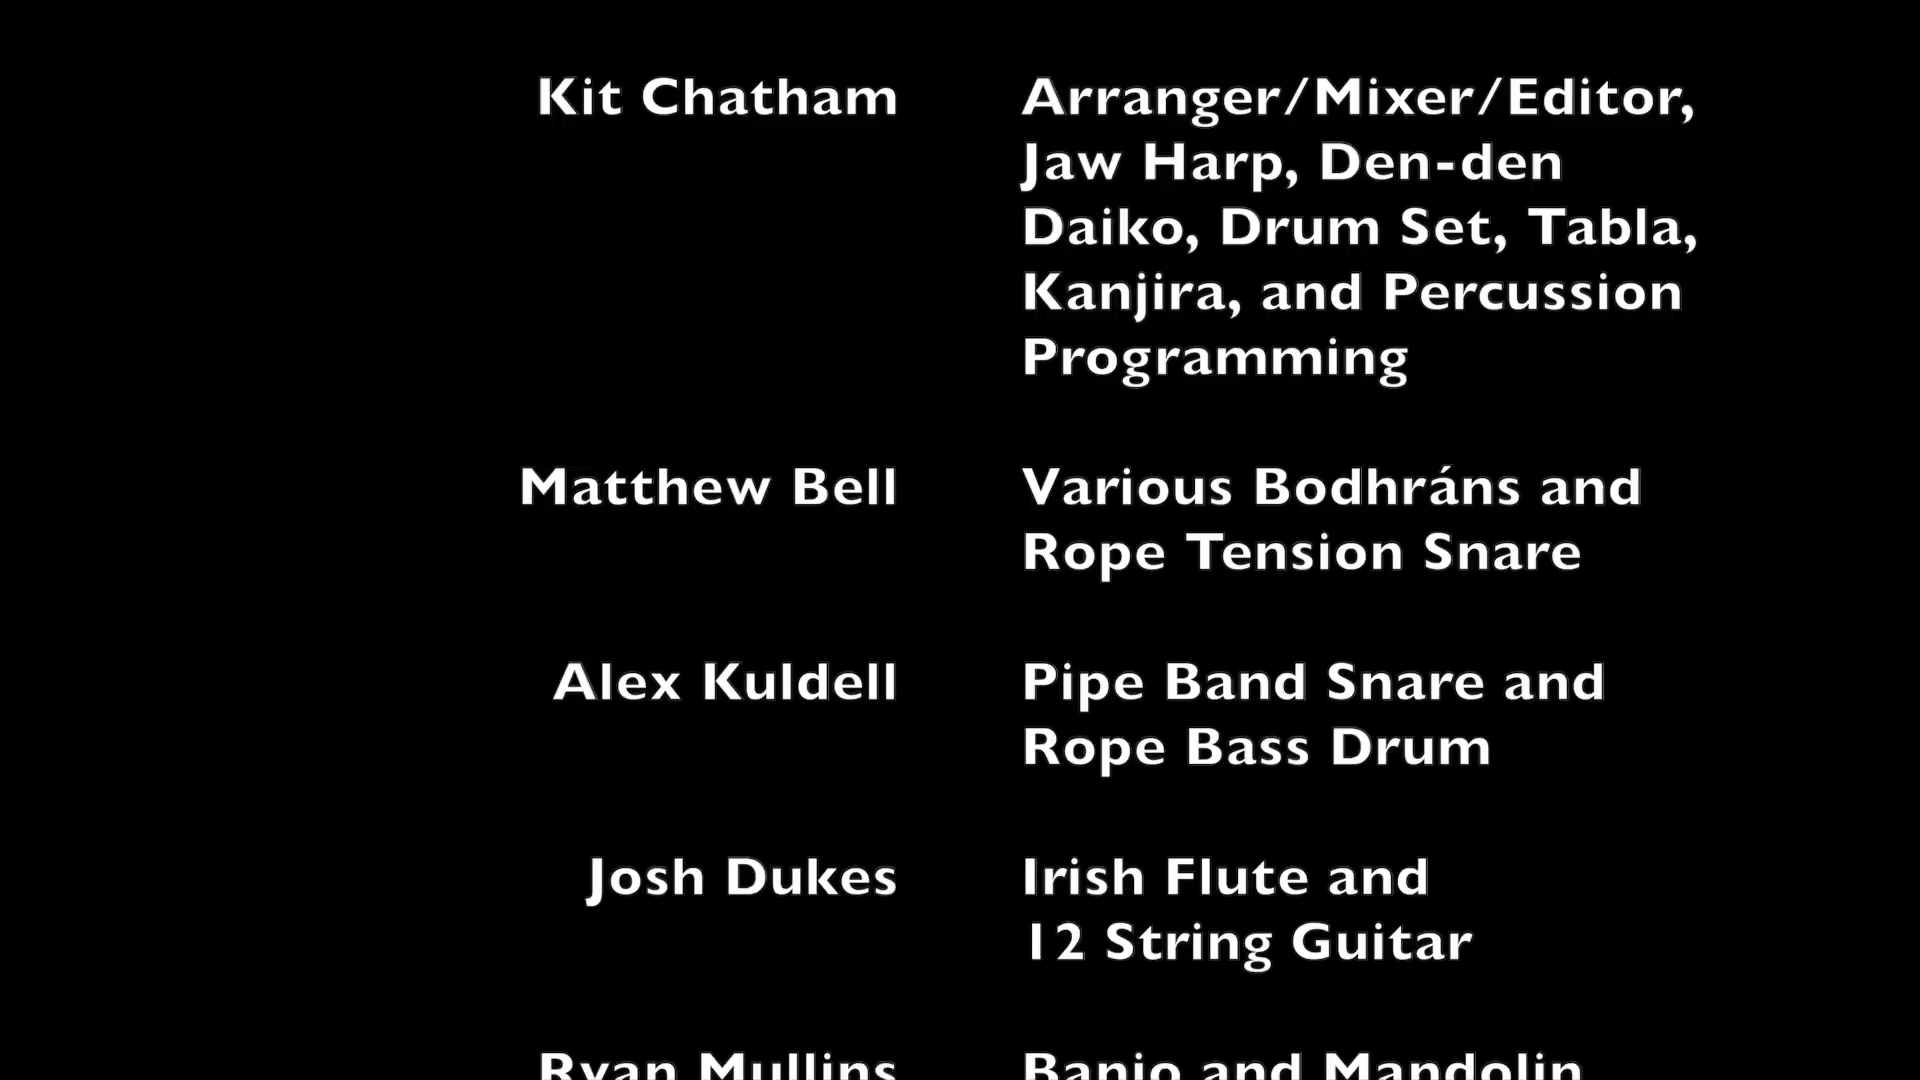 Kit Chatham Arranger/Mixer/Editor,
Jaw Harp, Den-den
Daiko, Drum Set, Tabla,
Kanjira, and Percussion
Programming
Matthew Bell Various Bodhráns and
Rope Tension Snare
Alex Kuldell Pipe Band Snare and
Rope Bass Drum
Josh Dukes Irish Flute and
12 String Guitar
Ryan Mullins Banjo and Mandolin